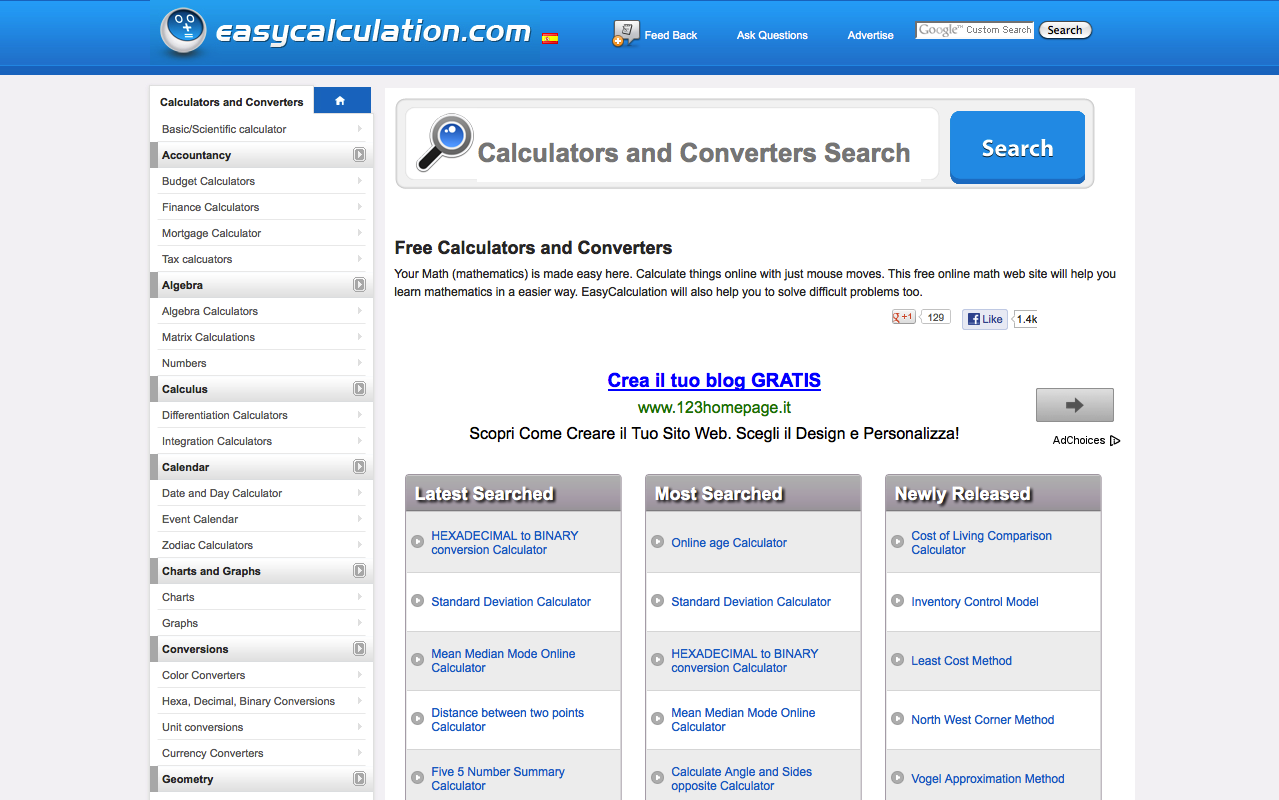 easycalculation.com
Feed Back
Ask Questions
Advertise
Google™ Custom Search
Search
Calculators and Converters
Basic/Scientific calculator
Accountancy
Budget Calculators
Finance Calculators
Mortgage Calculator
Tax calcuators
Algebra
Algebra Calculators
Matrix Calculations
Numbers
Calculus
Differentiation Calculators
Integration Calculators
Calendar
Date and Day Calculator
Event Calendar
Zodiac Calculators
Charts and Graphs
Charts
Graphs
Conversions
Color Converters
Hexa, Decimal, Binary Conversions
Unit conversions
Currency Converters
Geometry
Calculators and Converters Search
Search
Free Calculators and Converters
Your Math (mathematics) is made easy here. Calculate things online with just mouse moves. This free online math web site will help you
learn mathematics in a easier way. EasyCalculation will also help you to solve difficult problems too.
+1
129
Like
1.4k
Crea il tuo blog GRATIS
www.123homepage.it
Scopri Come Creare il Tuo Sito Web. Scegli il Design e Personalizza!
AdChoices
Latest Searched
HEXADECIMAL to BINARY
conversion Calculator
Standard Deviation Calculator
Mean Median Mode Online
Calculator
Distance between two points
Calculator
Five 5 Number Summary
Calculator
Most Searched
Online age Calculator
Standard Deviation Calculator
HEXADECIMAL to BINARY
conversion Calculator
Mean Median Mode Online
Calculator
Calculate Angle and Sides
opposite Calculator
Newly Released
Cost of Living Comparison
Calculator
Inventory Control Model
Least Cost Method
North West Corner Method
Vogel Approximation Method